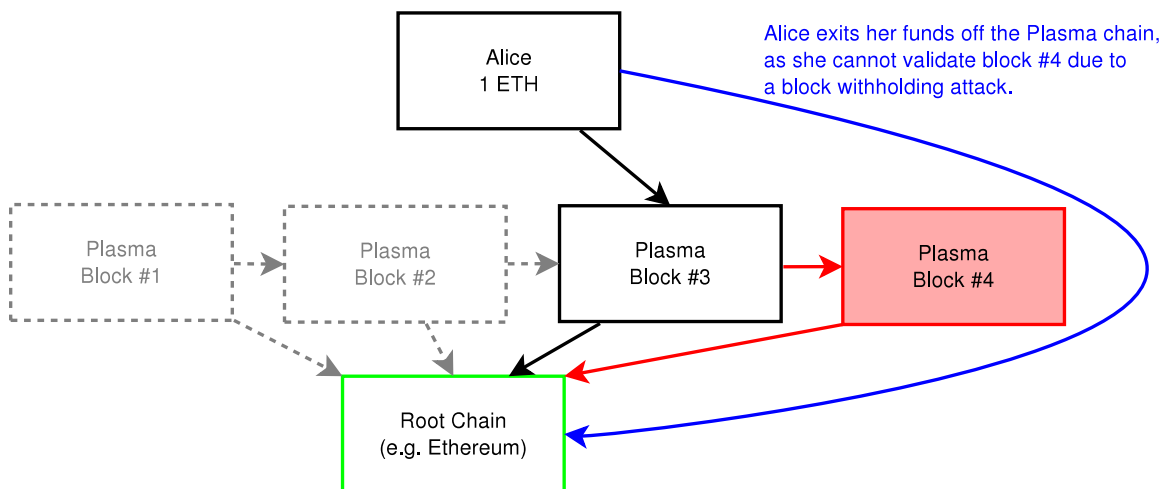 Alice exits her funds off the Plasma chain,
as she cannot validate block #4 due to
a block withholding attack.
Alice
1 ETH
Plasma
Block #1
Plasma
Block #2
Plasma
Block #3
Plasma
Block #4
Root Chain
(e.g. Ethereum)